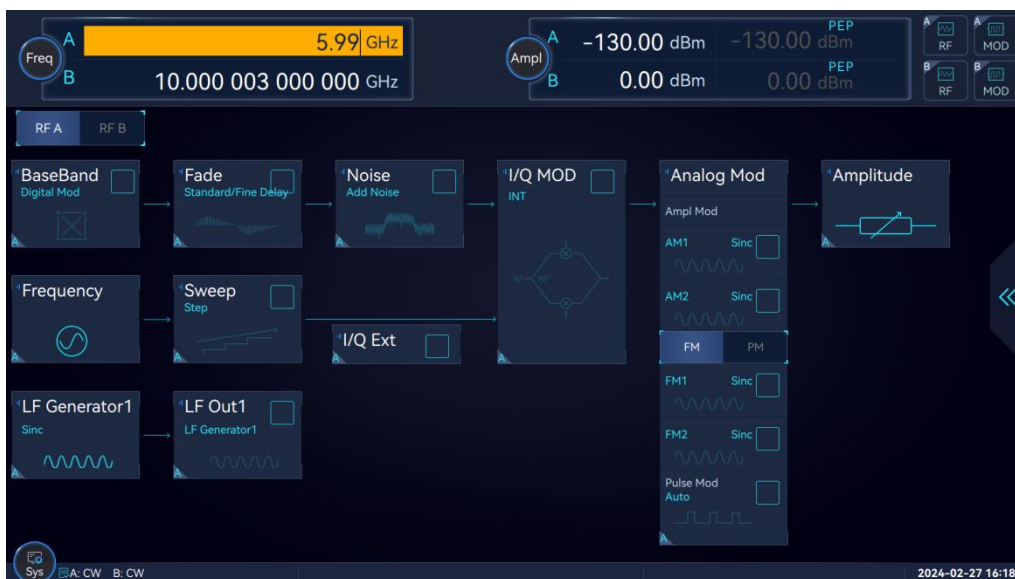 Freq
A
5.99 GHz
B
10.000 003 000 000 GHz
Ampl
A
-130.00 dBm
PEP
-130.00 dBm
B
0.00 dBm
PEP
0.00 dBm
A
RF
A
MOD
B
RF
B
MOD
RF A
RF B
BaseBand
Digital Mod
A
Fade
Standard/Fine Delay
A
Noise
Add Noise
A
I/Q MOD
INT
W
90°
A
Analog Mod
Ampl Mod
AM1 Sinc
AM2 Sinc
FM PM
FM1 Sinc
FM2 Sinc
Pulse Mod
Auto
A
Amplitude
A
Frequency
A
Sweep
Step
A
I/Q Ext
A
LF Generator1
Sinc
A
LF Out1
LF Generator1
A
Sys
A: CW B: CW
2024-02-27 16:18